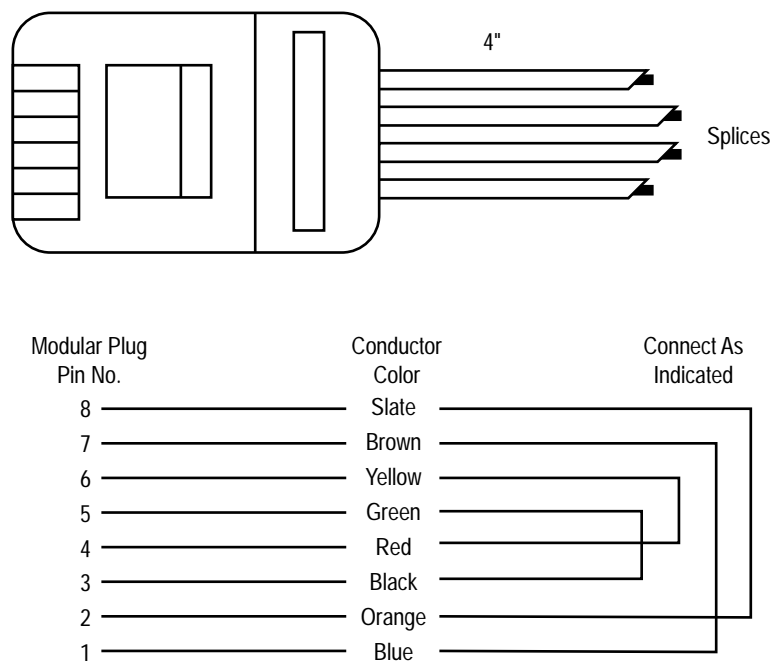 4"
Splices
Modular Plug Conductor Connect As
Pin No. Color Indicated
8 Slate
7 Brown
6 Yellow
5 Green
4 Red
3 Black
2 Orange
1 Blue